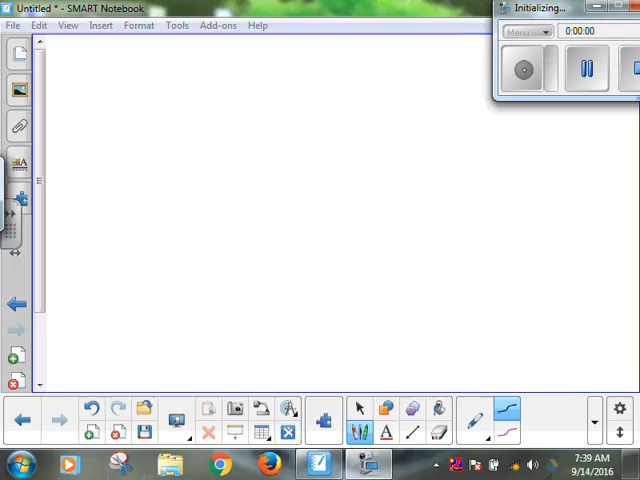 Untitled * - SMART Notebook
Initializing...
File Edit View Insert Format Tools Add-ons Help
Menu
0:00:00
7:39 AM
9/14/2016